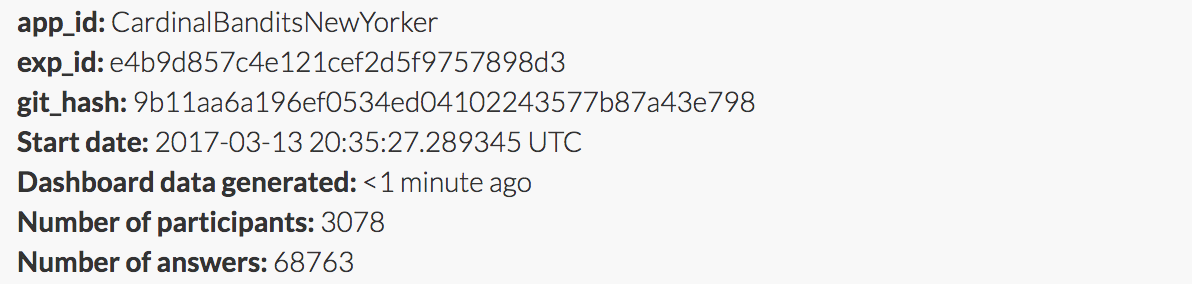 app_id: CardinalBanditsNewYorker
exp_id: e4b9d857c4e121cef2d5f9757898d3
git_hash: 9b11aa6a196ef0534ed04102243577b87a43e798
Start date: 2017-03-13 20:35:27.289345 UTC
Dashboard data generated: <1 minute ago
Number of participants: 3078
Number of answers: 68763